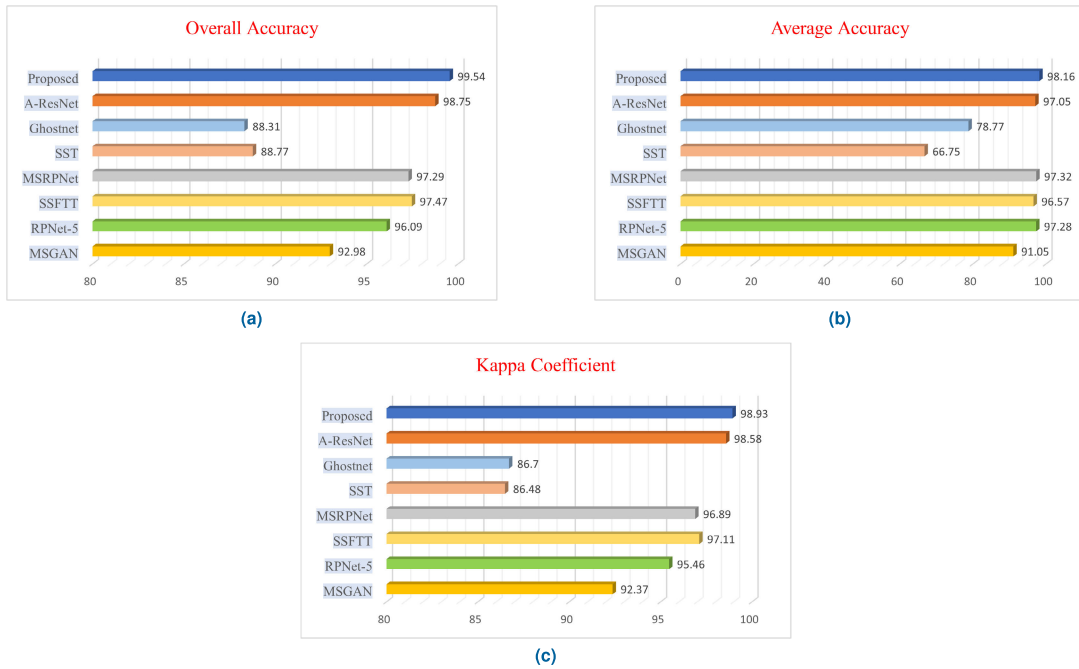 Overall Accuracy
Proposed 99.54
A-ResNet 98.75
Ghostnet 88.31
SST 88.77
MSRPNet 97.29
SSFTT 97.47
RPNet-5 96.09
MSGAN 92.98
80 85 90 95 100
(a)
Average Accuracy
Proposed 98.16
A-ResNet 97.05
Ghostnet 78.77
SST 66.75
MSRPNet 97.32
SSFTT 96.57
RPNet-5 97.28
MSGAN 91.05
0 20 40 60 80 100
(b)
Kappa Coefficient
Proposed 98.93
A-ResNet 98.58
Ghostnet 86.7
SST 86.48
MSRPNet 96.89
SSFTT 97.11
RPNet-5 95.46
MSGAN 92.37
80 85 90 95 100
(c)